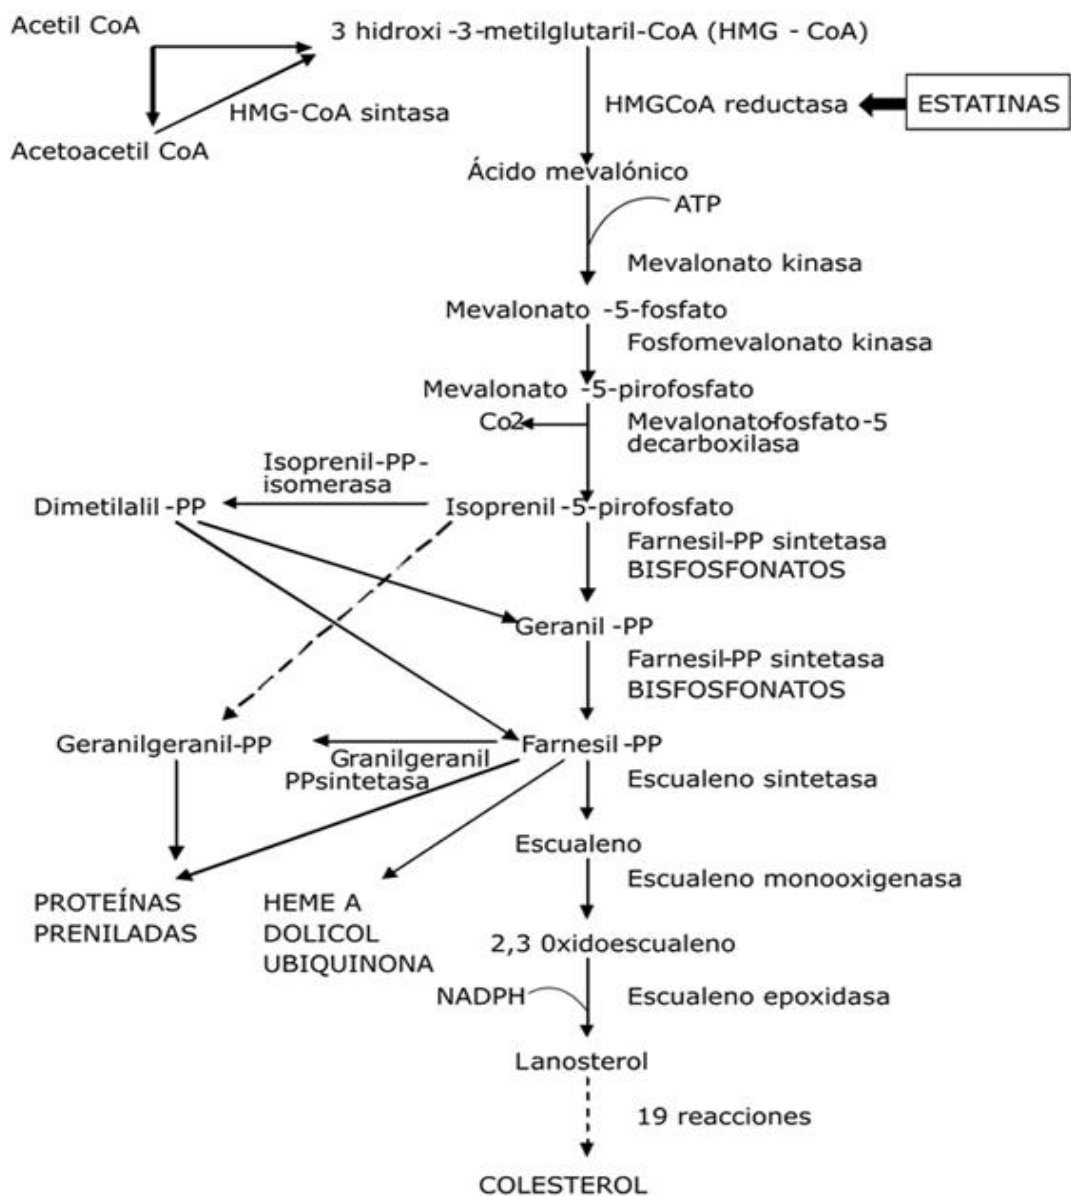 Acetil CoA
3 hidroxi -3-metilglutaril-CoA (HMG - CoA)
HMG-CoA sintasa
HMGCoA reductasa
ESTATINAS
Acetoacetil CoA
Ácido mevalónico
ATP
Mevalonato kinasa
Mevalonato -5-fosfato
Fosfomevalonato kinasa
Mevalonato -5-pirofosfato
Co2
Mevalonatofosfato-5
decarboxilasa
Isoprenil-PP-
isomerasa
Dimetilalil-PP
Isoprenil-5-pirofosfato
Farnesil-PP sintetasa
BISFOSFONATOS
Geranil-PP
Farnesil-PP sintetasa
BISFOSFONATOS
Geranilgeranil-PP
Granilgeranil
PPsintetasa
Farnesil-PP
Escualeno sintetasa
Escualeno
Escualeno monooxigenasa
PROTEÍNAS
PRENILADAS
HEME A
DOLICOL
UBIQUINONA
2,3 0xidoescualeno
NADPH
Escualeno epoxidasa
Lanosterol
19 reacciones
COLESTEROL